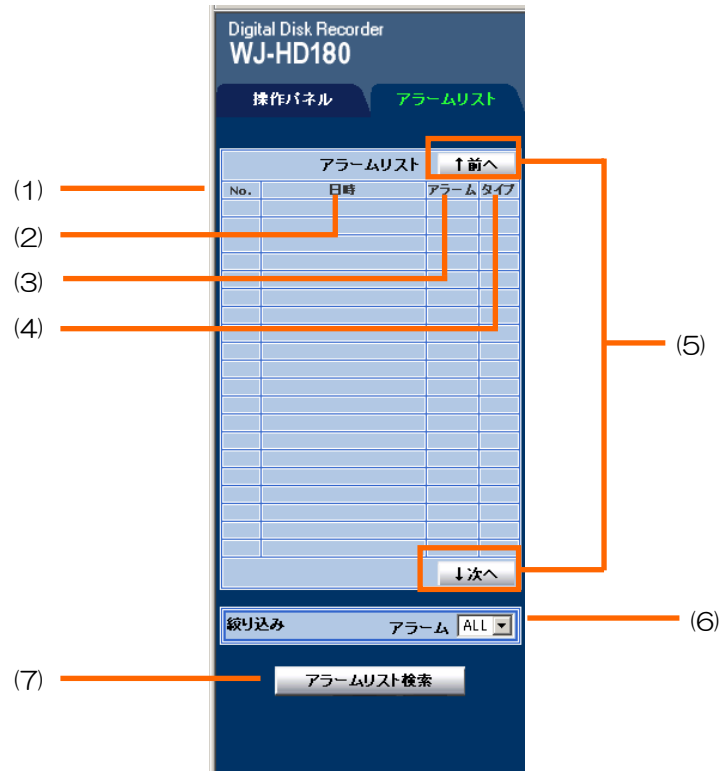 Digital Disk Recorder
WJ-HD180
操作パネル アラームリスト
アラームリスト ↑前へ
(1)
No. 日時 アラーム タイプ
(2)
(3)
(4)
(5)
↓次へ
絞り込み アラーム ALL
(6)
(7)
アラームリスト検索